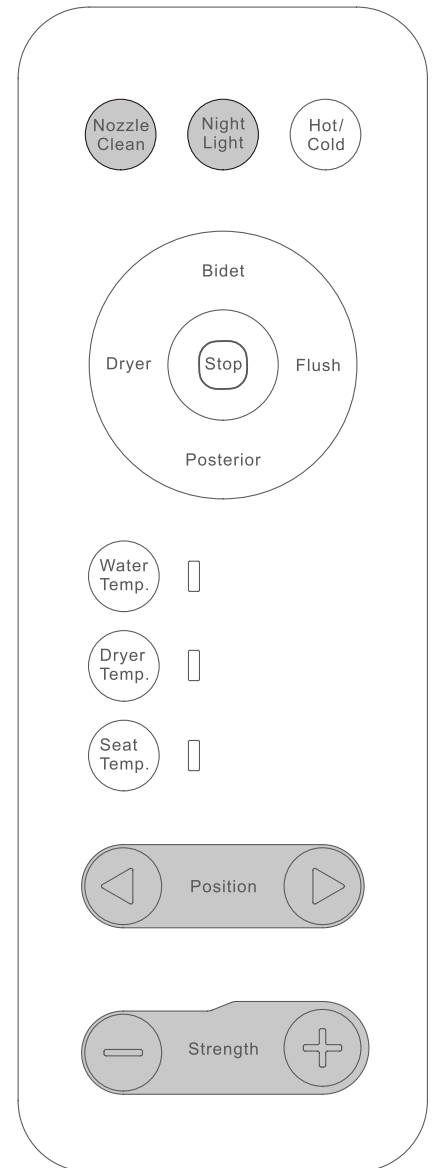 Nozzle
Clean
Night
Light
Hot/
Cold
Bidet
Dryer
Stop
Flush
Posterior
Water
Temp.
Dryer
Temp.
Seat
Temp.
Position
Strength